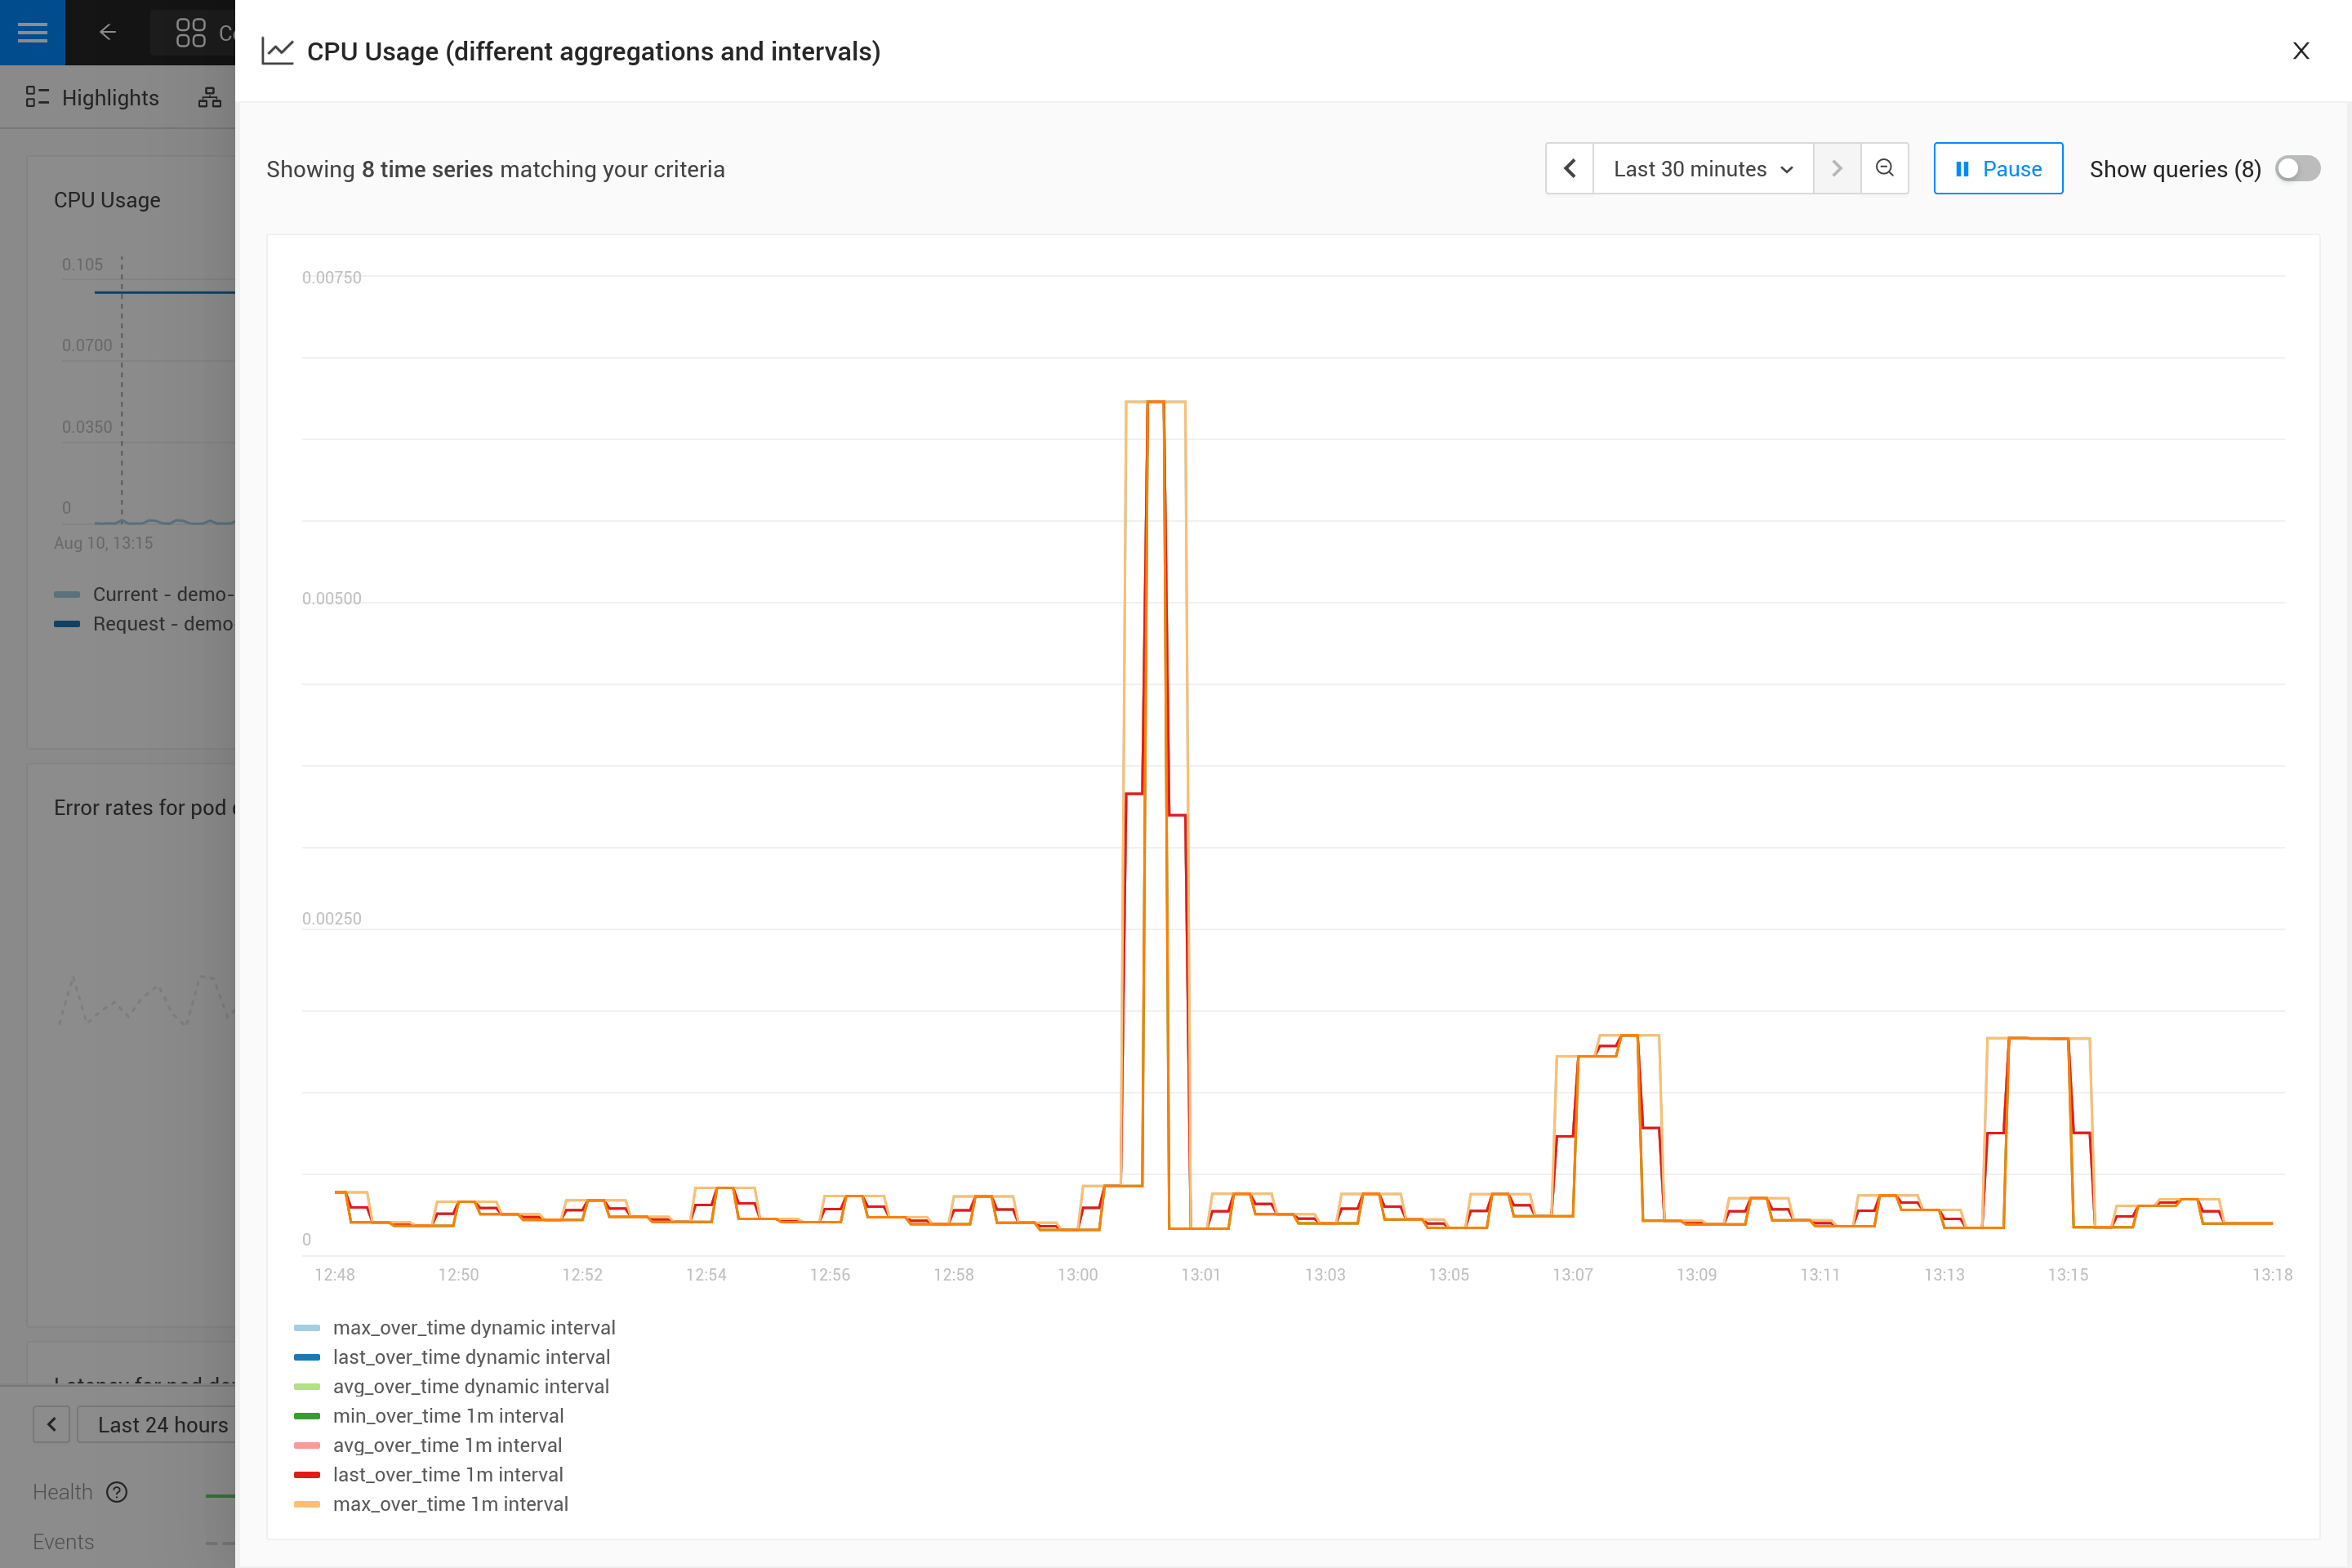 CPU Usage (different aggregations and intervals)
Highlights
Showing 8 time series matching your criteria
Last 30 minutes
Pause
Show queries (8)
CPU Usage
0.105
0.0700
0.0350
0
Aug 10, 13:15
Current - demo-
Request - demo
Error rates for pod
Last 24 hours
Health
Events
0.00750
0.00500
0.00250
0
12:48 12:50 12:52 12:54 12:56 12:58 13:00 13:01 13:03 13:05 13:07 13:09 13:11 13:13 13:15 13:18
max_over_time dynamic interval
last_over_time dynamic interval
avg_over_time dynamic interval
min_over_time 1m interval
avg_over_time 1m interval
last_over_time 1m interval
max_over_time 1m interval